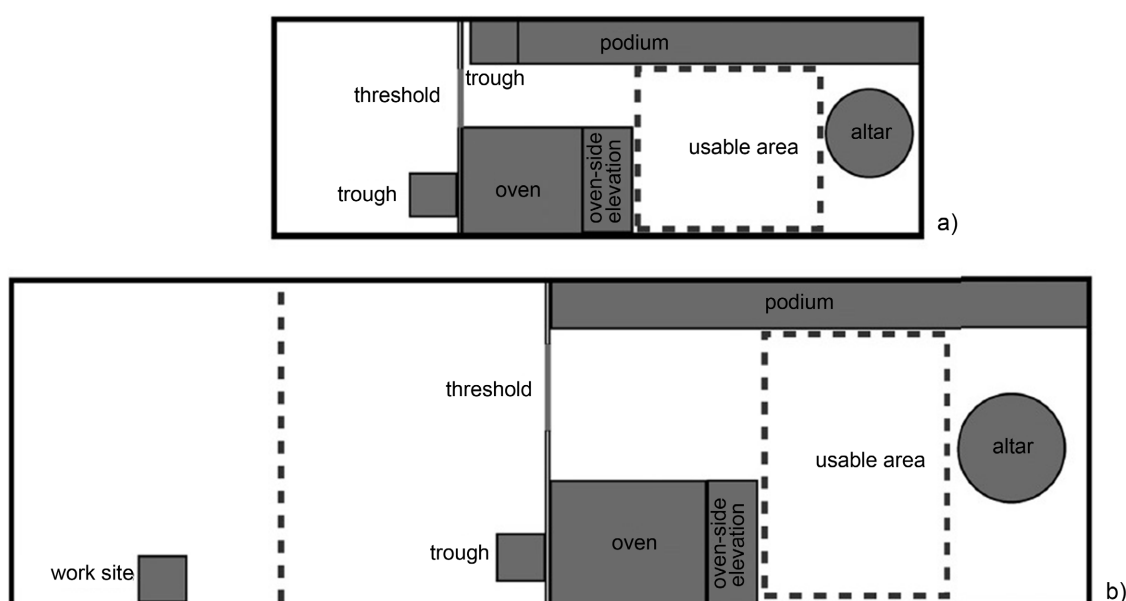 podium
trough
threshold
usable area
altar
oven
oven-side
elevation
trough
a)
podium
threshold
usable area
altar
oven
oven-side
elevation
trough
work site
b)